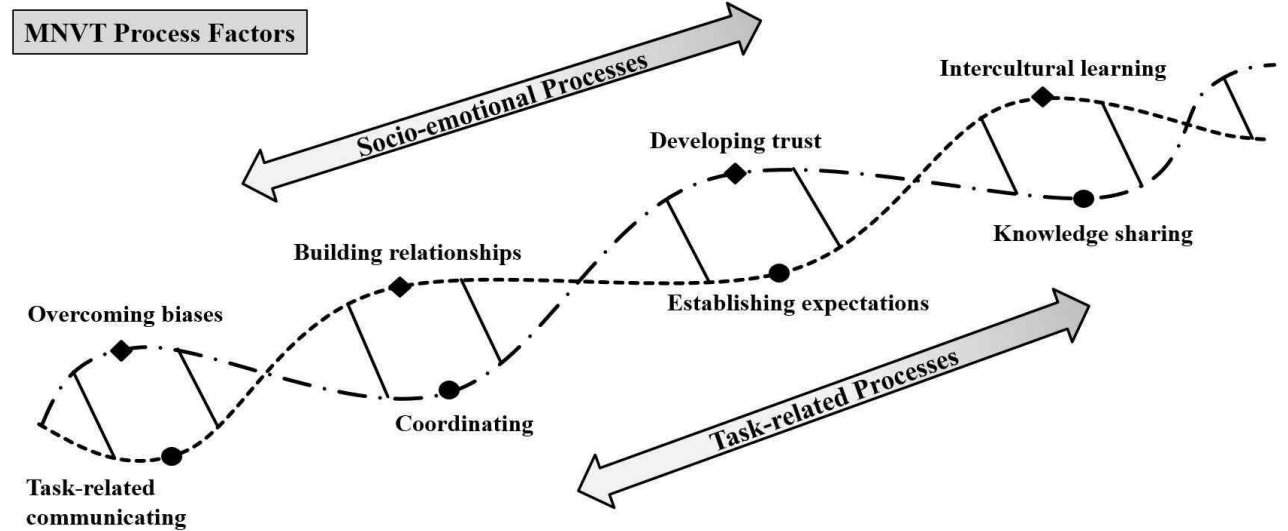 MNVT Process Factors
Socio-emotional Processes
Intercultural learning
Developing trust
Knowledge sharing
Building relationships
Establishing expectations
Overcoming biases
Task-related Processes
Coordinating
Task-related
communicating